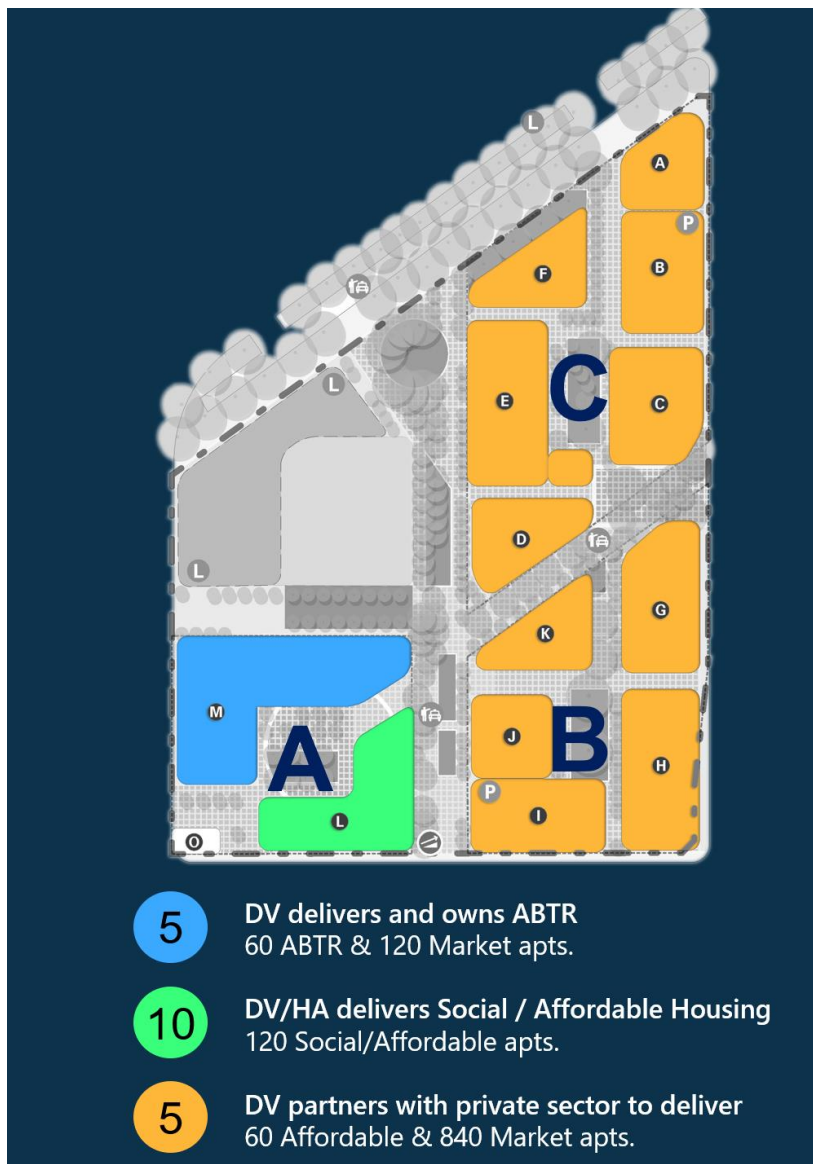 L
A
P
F
B
C
E
C
L
L
D
G
K
M
J
B
H
A
P
L
I
O
5
DV delivers and owns ABTR
60 ABTR & 120 Market apts.
10
DV/HA delivers Social / Affordable Housing
120 Social/Affordable apts.
5
DV partners with private sector to deliver
60 Affordable & 840 Market apts.